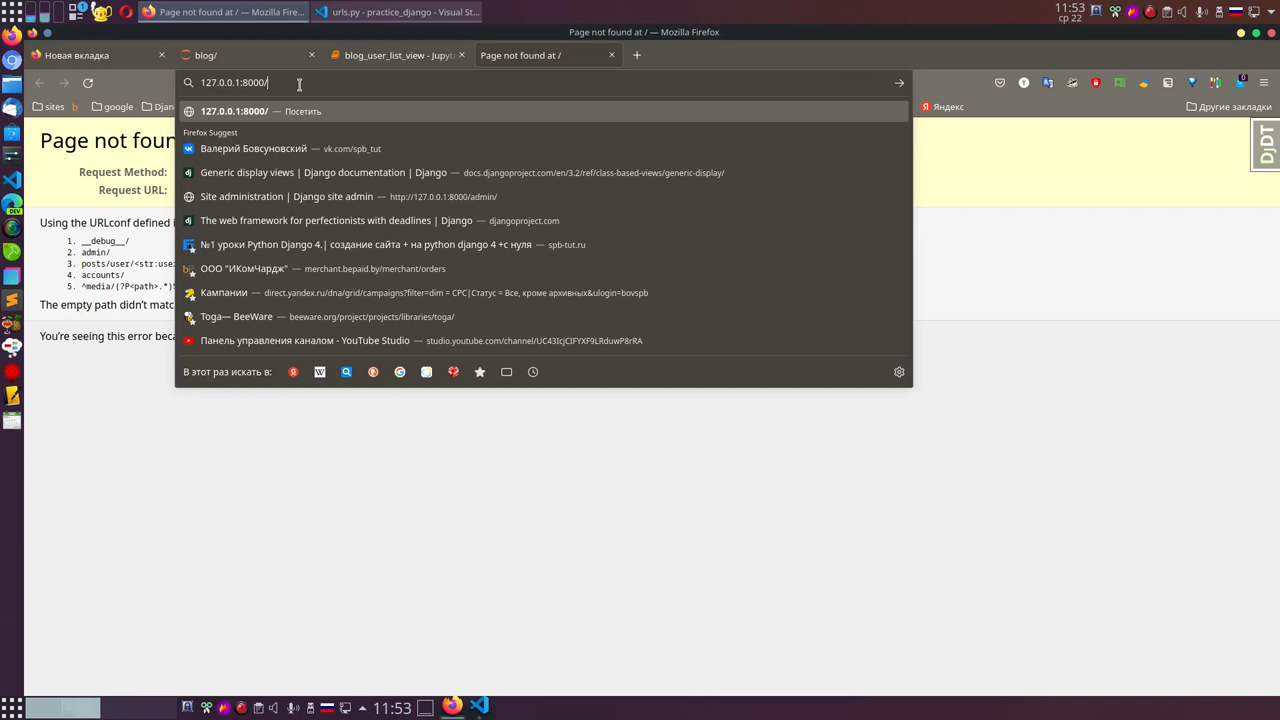 Page not found at / — Mozilla Fire...
urls.py - practice_django - Visual St...
11:53
ср 22
Page not found at / — Mozilla Firefox
Новая вкладка
blog/
blog_user_list_view - Jupyt
Page not found at /
127.0.0.1:8000/
sites
google
Яндекс
Другие закладки
127.0.0.1:8000/ — Посетить
Firefox Suggest
Валерий Бовсуновский — vk.com/spb_tut
Generic display views | Django documentation | Django — docs.djangoproject.com/en/3.2/ref/class-based-views/generic-display/
Site administration | Django site admin — http://127.0.0.1:8000/admin/
The web framework for perfectionists with deadlines | Django — djangoproject.com
№1 уроки Python Django 4.| создание сайта + на python django 4 +с нуля — spb-tut.ru
ООО "ИКомЧардж" — merchant.bepaid.by/merchant/orders
Кампании — direct.yandex.ru/dna/grid/campaigns?filter=dim = CPC|Статус = Все, кроме архивных&ulogin=bovspb
Toga— BeeWare — beeware.org/project/projects/libraries/toga/
Панель управления каналом - YouTube Studio — studio.youtube.com/channel/UC43IcjCIFYXF9LRduwP8rRA
В этот раз искать в:
Page not foun
Request Method:
Request URL:
DjDT
Using the URLconf defined i
1. __debug__/
2. admin/
3. posts/user/<str:use
4. accounts/
5. ^media/(?P<path>.*)$
The empty path didn't matc
You're seeing this error beca
11:53